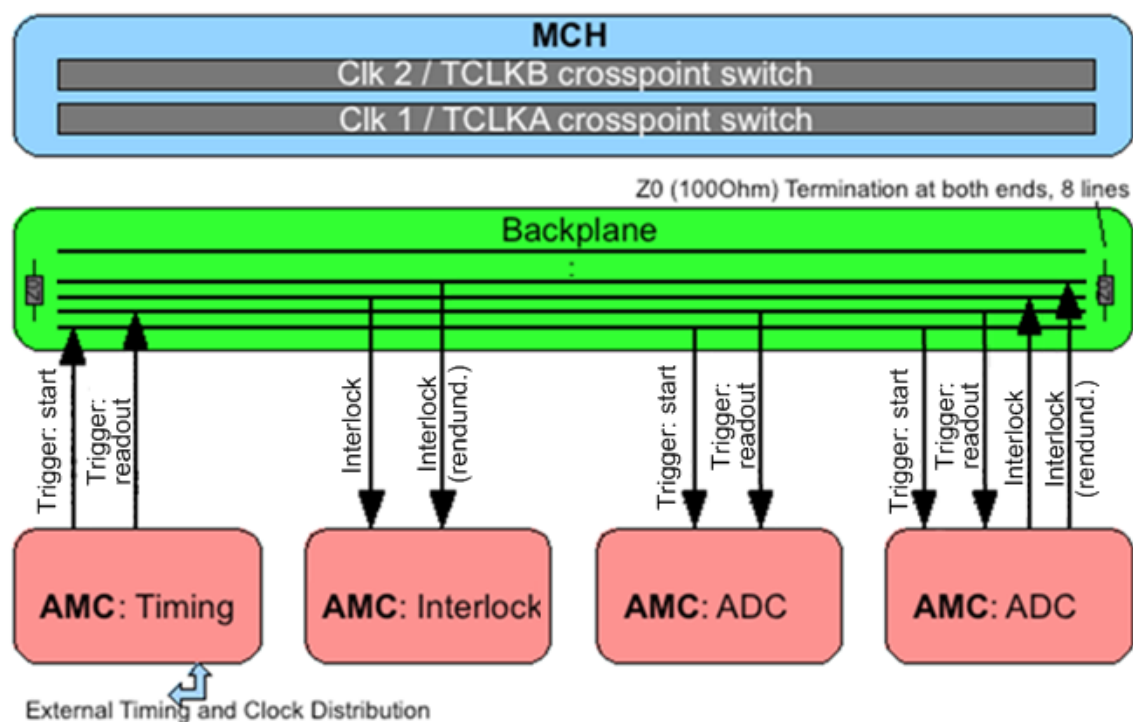 MCH
Clk 2 / TCLKB crosspoint switch
Clk 1 / TCLKA crosspoint switch
Z0 (100Ohm) Termination at both ends, 8 lines
Backplane
:
Z0
Z0
Trigger: start
Trigger:
readout
Interlock
Interlock
(rendund.)
Trigger: start
Trigger:
readout
Trigger: start
Trigger:
readout
Interlock
Interlock
(rendund.)
AMC: Timing
AMC: Interlock
AMC: ADC
AMC: ADC
External Timing and Clock Distribution